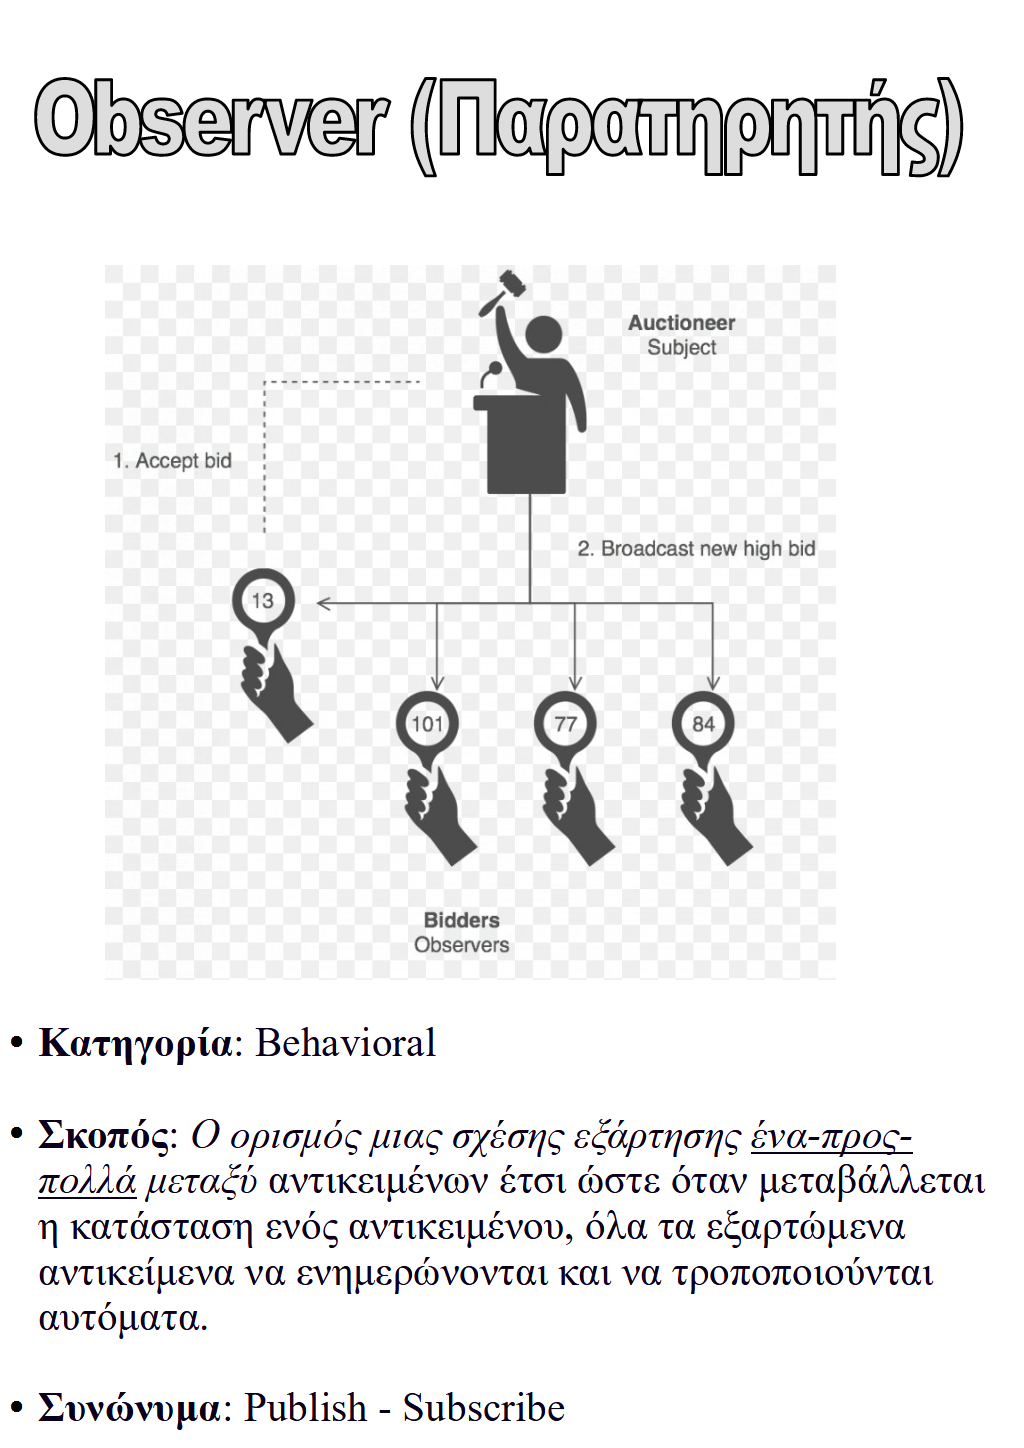 Observer (Παρατηρητής)
Auctioneer
Subject
1. Accept bid
2. Broadcast new high bid
13
101
77
84
Bidders
Observers
• Κατηγορία: Behavioral
• Σκοπός: Ο ορισμός μιας σχέσης εξάρτησης ένα-προς-
πολλά μεταξύ αντικειμένων έτσι ώστε όταν μεταβάλλεται
η κατάσταση ενός αντικειμένου, όλα τα εξαρτώμενα
αντικείμενα να ενημερώνονται και να τροποποιούνται
αυτόματα.
• Συνώνυμα: Publish - Subscribe